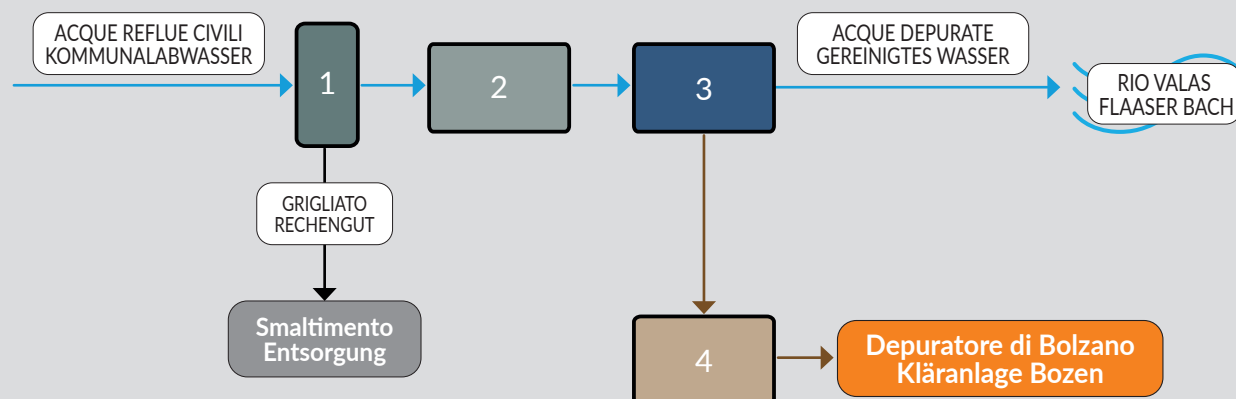 ACQUE REFLUE CIVILI
KOMMUNALABWASSER
1
2
3
ACQUE DEPURATE
GEREINIGTES WASSER
RIO VALAS
FLAASER BACH
GRIGLIATO
RECHENGUT
Smaltimento
Entsorgung
4
Depuratore di Bolzano
Kläranlage Bozen